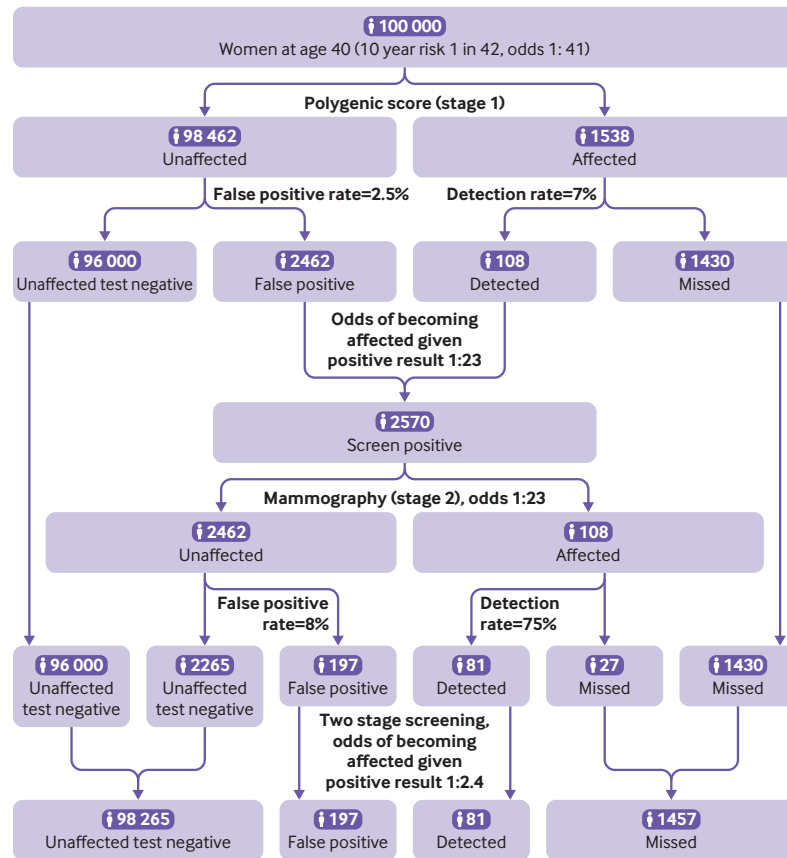 100 000
Women at age 40 (10 year risk 1 in 42, odds 1: 41)
Polygenic score (stage 1)
98 462
Unaffected
1538
Affected
False positive rate=2.5%
Detection rate=7%
96 000
Unaffected test negative
2462
False positive
108
Detected
1430
Missed
Odds of becoming
affected given
positive result 1:23
2570
Screen positive
Mammography (stage 2), odds 1:23
2462
Unaffected
108
Affected
False positive
rate=8%
Detection
rate=75%
96 000
Unaffected
test negative
2265
Unaffected
test negative
197
False positive
81
Detected
27
Missed
1430
Missed
Two stage screening,
odds of becoming
affected given
positive result 1:2.4
98 265
Unaffected test negative
197
False positive
81
Detected
1457
Missed